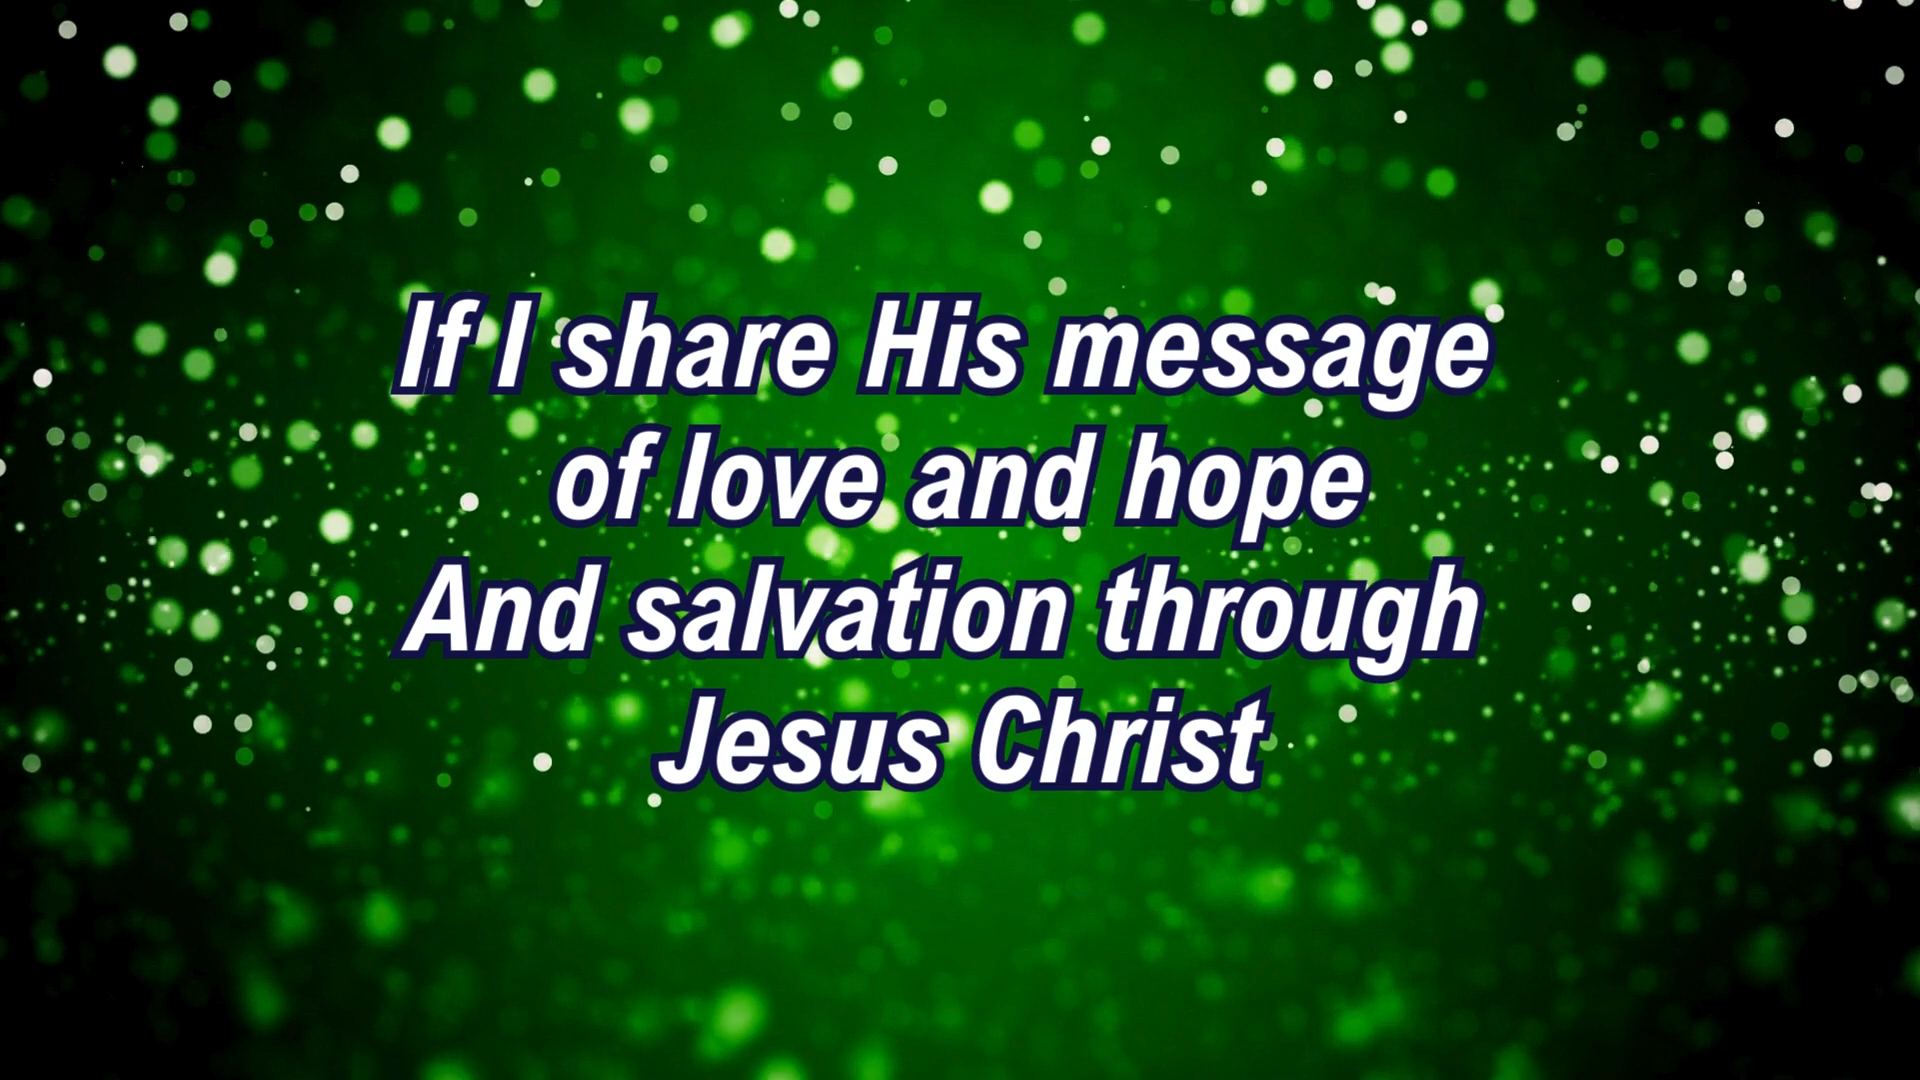 If I share His message
of love and hope
And salvation through
Jesus Christ